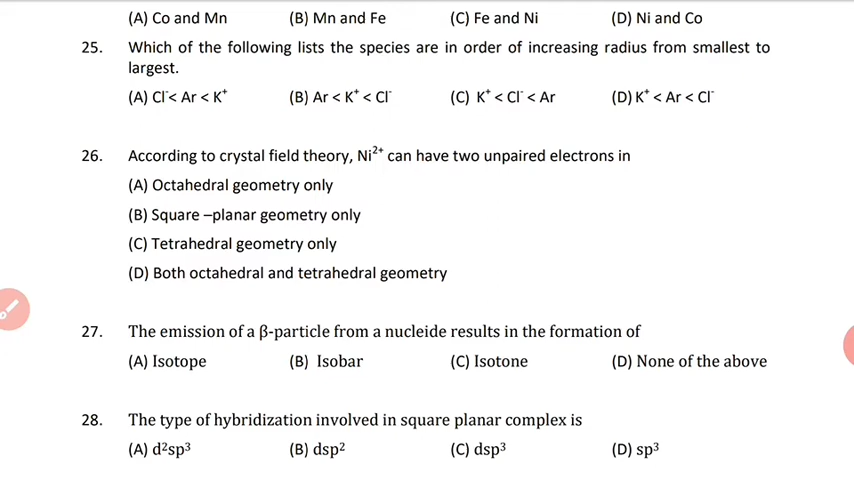 (A) Co and Mn (B) Mn and Fe (C) Fe and Ni (D) Ni and Co
25. Which of the following lists the species are in order of increasing radius from smallest to
largest.
(A) Cl⁻< Ar < K⁺ (B) Ar < K⁺ < Cl⁻ (C) K⁺ < Cl⁻ < Ar (D) K⁺ < Ar < Cl⁻
26. According to crystal field theory, Ni²⁺ can have two unpaired electrons in
(A) Octahedral geometry only
(B) Square –planar geometry only
(C) Tetrahedral geometry only
(D) Both octahedral and tetrahedral geometry
27. The emission of a β-particle from a nucleide results in the formation of
(A) Isotope (B) Isobar (C) Isotone (D) None of the above
28. The type of hybridization involved in square planar complex is
(A) d²sp³ (B) dsp² (C) dsp³ (D) sp³